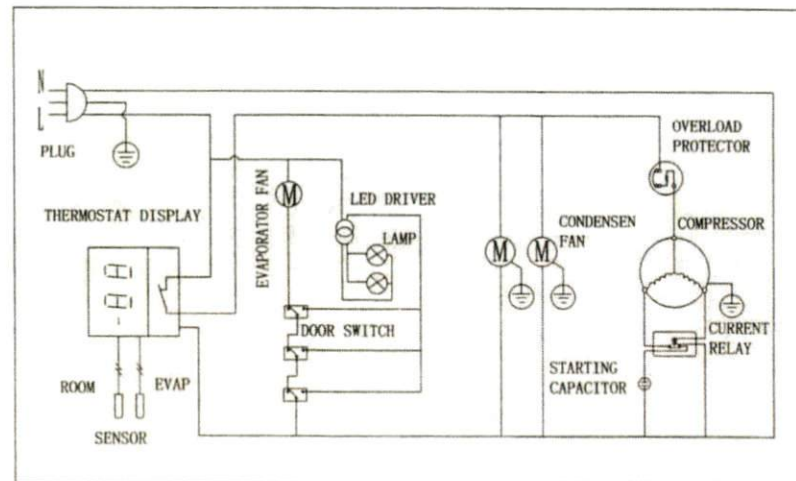 N
L
PLUG
THERMOSTAT DISPLAY
ROOM
EVAP
SENSOR
EVAPORATOR FAN
M
LED DRIVER
LAMP
DOOR SWITCH
M
M
CONDENSEN
FAN
OVERLOAD
PROTECTOR
COMPRESSOR
CURRENT
RELAY
STARTING
CAPACITOR